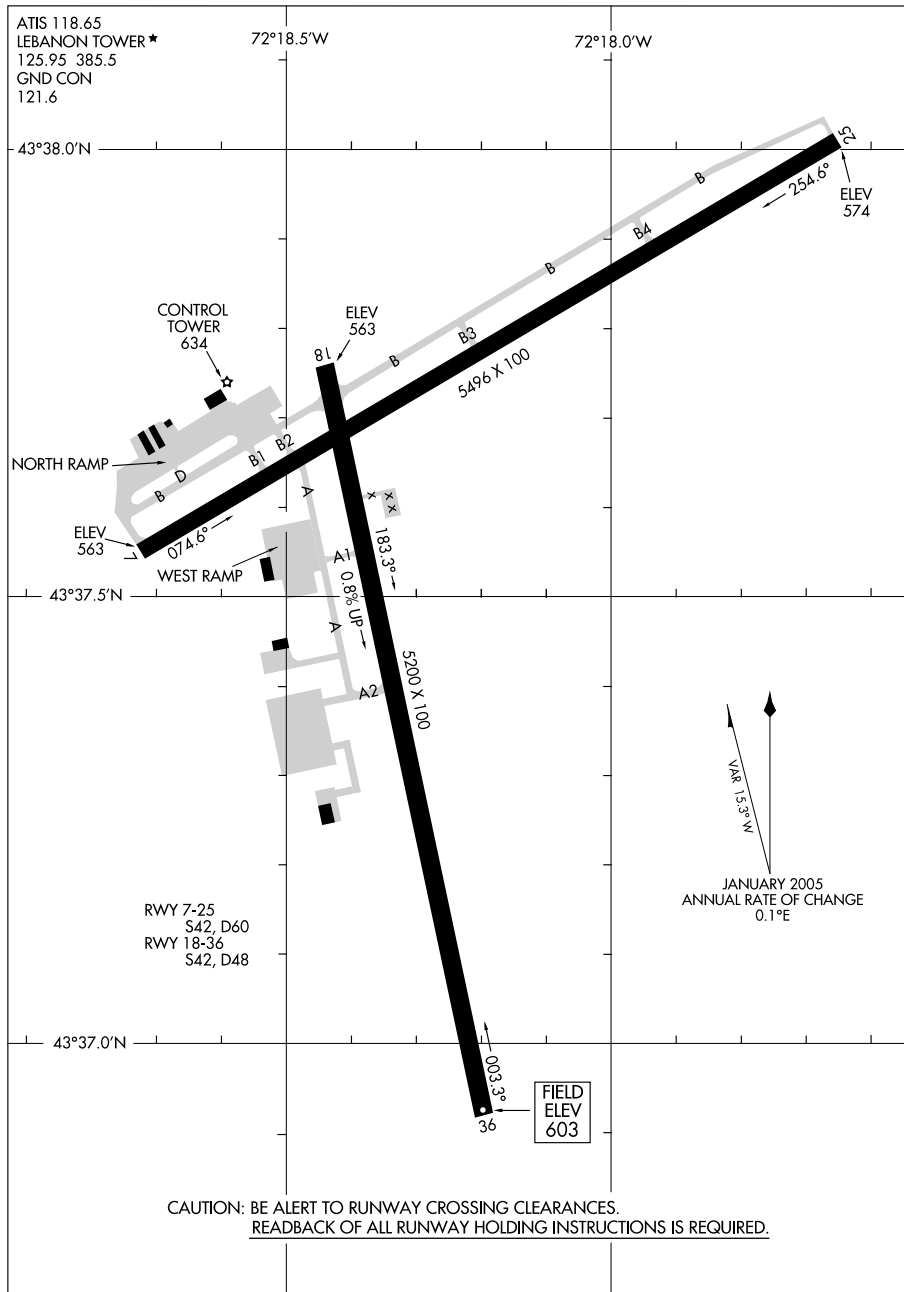 ATIS 118.65
LEBANON TOWER★
125.95 385.5
GND CON
121.6
72°18.5'W
72°18.0'W
43°38.0'N
25
B
254.6°
ELEV
574
B4
B
CONTROL
TOWER
634
ELEV
563
18
B3
B
5496 X 100
NORTH RAMP
B2
B1
D
B
A
x
x
x
ELEV
563
7
074.6°
183.3°
WEST RAMP
A1
0.8% UP
43°37.5'N
A
5200 X 100
A2
VAR 15.3° W
JANUARY 2005
ANNUAL RATE OF CHANGE
0.1°E
RWY 7-25
S42, D60
RWY 18-36
S42, D48
43°37.0'N
003.3°
FIELD
ELEV
603
36
CAUTION: BE ALERT TO RUNWAY CROSSING CLEARANCES.
READBACK OF ALL RUNWAY HOLDING INSTRUCTIONS IS REQUIRED.